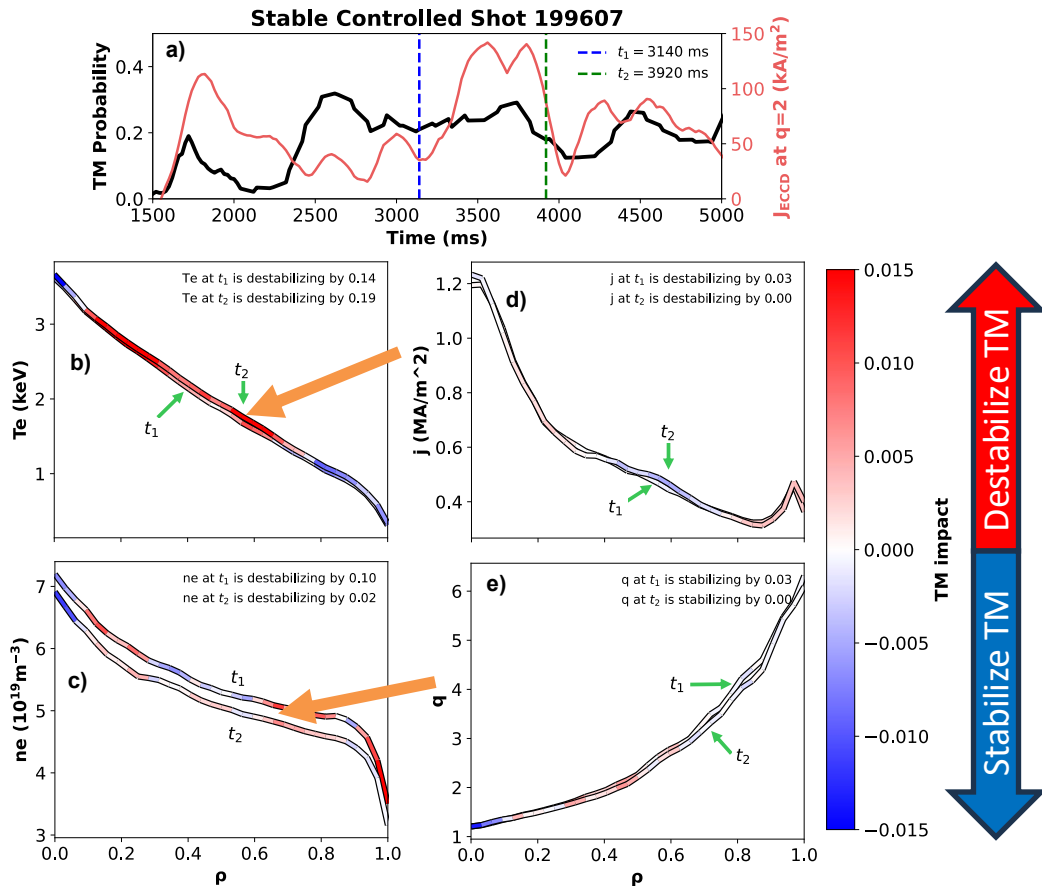 Stable Controlled Shot 199607
a)
TM Probability
0.4
0.2
0.0
t₁ = 3140 ms
t₂ = 3920 ms
150
100
50
0
J_ECCD at q=2 (kA/m²)
1500 2000 2500 3000 3500 4000 4500 5000
Time (ms)
b)
Te (keV)
3
2
1
Te at t₁ is destabilizing by 0.14
Te at t₂ is destabilizing by 0.19
t₂
t₁
d)
j (MA/m^2)
1.2
1.0
0.8
0.6
0.4
j at t₁ is destabilizing by 0.03
j at t₂ is destabilizing by 0.00
t₂
t₁
c)
ne (10¹⁹m⁻³)
7
6
5
4
3
ne at t₁ is destabilizing by 0.10
ne at t₂ is destabilizing by 0.02
t₁
t₂
0.0 0.2 0.4 0.6 0.8 1.0
ρ
e)
q
6
5
4
3
2
1
q at t₁ is stabilizing by 0.03
q at t₂ is stabilizing by 0.00
t₁
t₂
0.0 0.2 0.4 0.6 0.8 1.0
ρ
0.015
0.010
0.005
0.000
−0.005
−0.010
−0.015
TM impact
Destabilize TM
Stabilize TM